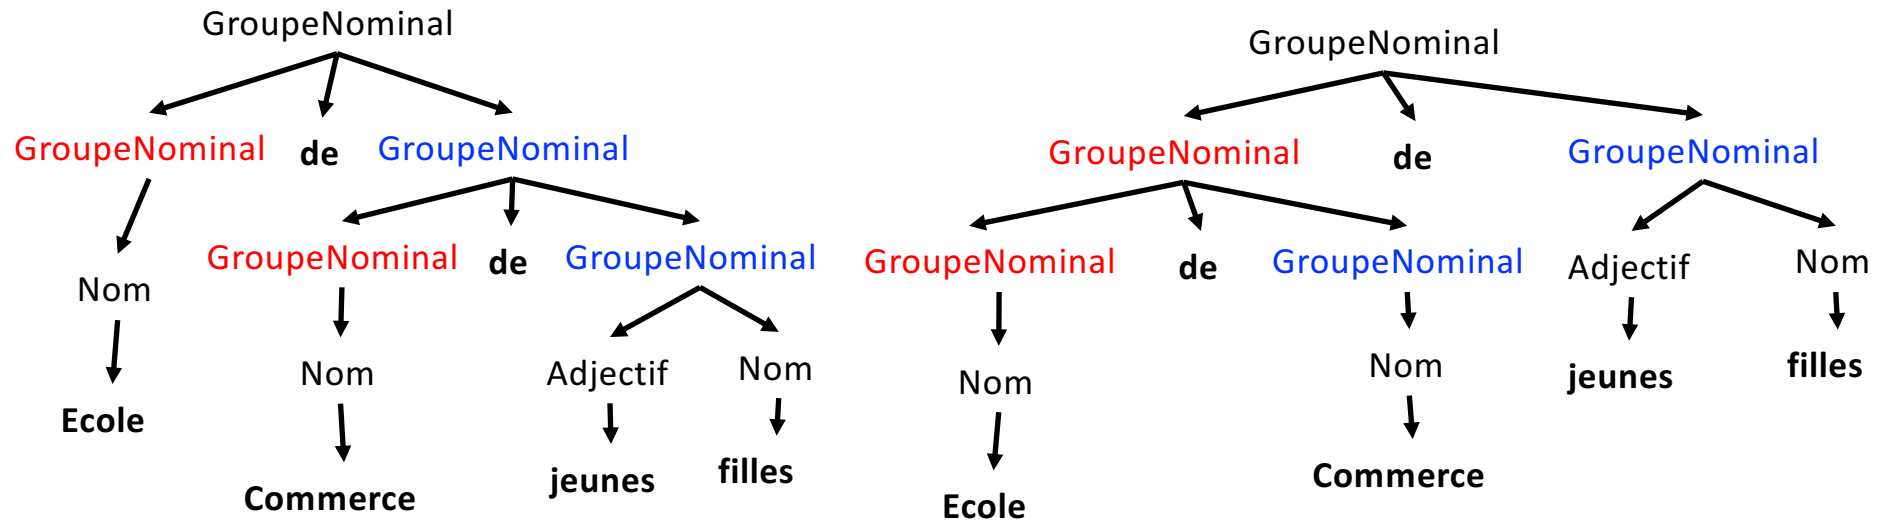 GroupeNominal
GroupeNominal de GroupeNominal
Nom
GroupeNominal de GroupeNominal
Ecole
Nom
Adjectif Nom
Commerce
jeunes filles
GroupeNominal
GroupeNominal de GroupeNominal
GroupeNominal de GroupeNominal
Adjectif Nom
Nom
Nom
jeunes filles
Ecole
Commerce